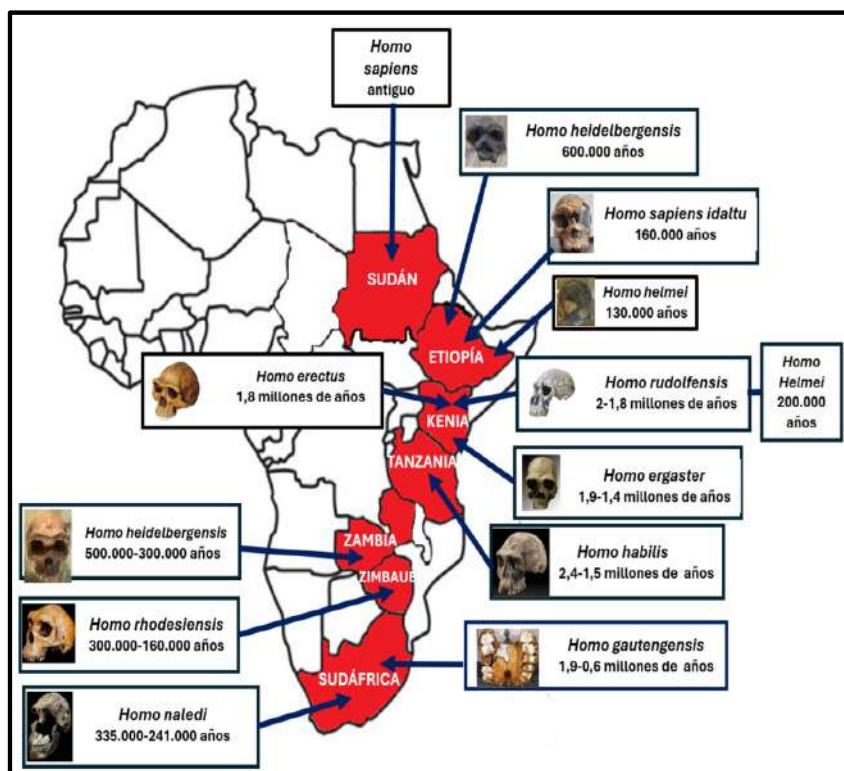 Homo
sapiens
antiguo
Homo heidelbergensis
600.000 años
Homo sapiens idaltu
160.000 años
SUDÁN
Homo helmei
130.000 años
ETIOPÍA
Homo erectus
1,8 millones de años
Homo rudolfensis
2-1,8 millones de años
Homo
Helmei
200.000
años
KENIA
TANZANIA
Homo ergaster
1,9-1,4 millones de años
Homo heidelbergensis
500.000-300.000 años
ZAMBIA
Homo habilis
2,4-1,5 millones de años
ZIMBAUE
Homo rhodesiensis
300.000-160.000 años
Homo gautengensis
1,9-0,6 millones de años
SUDÁFRICA
Homo naledi
335.000-241.000 años